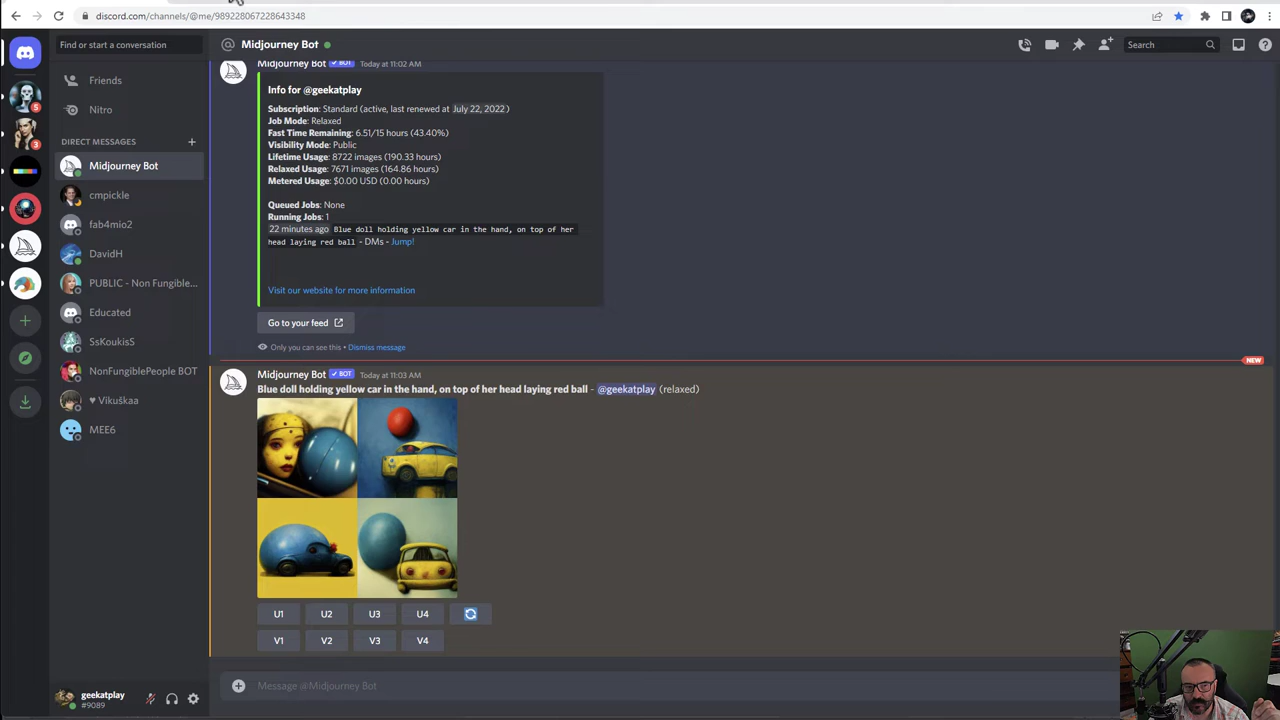 discord.com/channels/@me/989228067228643348
Find or start a conversation
@ Midjourney Bot
Search
Friends
Nitro
DIRECT MESSAGES
Midjourney Bot
cmpickle
fab4mio2
DavidH
PUBLIC - Non Fungible...
Educated
SsKoukisS
NonFungiblePeople BOT
Vikuškaa
MEE6
5
3
Midjourney Bot ✓ BOT Today at 11:02 AM
Info for @geekatplay
Subscription: Standard (active, last renewed at July 22, 2022)
Job Mode: Relaxed
Fast Time Remaining: 6.51/15 hours (43.40%)
Visibility Mode: Public
Lifetime Usage: 8722 images (190.33 hours)
Relaxed Usage: 7671 images (164.86 hours)
Metered Usage: $0.00 USD (0.00 hours)
Queued Jobs: None
Running Jobs: 1
22 minutes ago Blue doll holding yellow car in the hand, on top of her
head laying red ball - DMs - Jump!
Visit our website for more information
Go to your feed
Only you can see this • Dismiss message
NEW
Midjourney Bot ✓ BOT Today at 11:03 AM
Blue doll holding yellow car in the hand, on top of her head laying red ball - @geekatplay (relaxed)
U1 U2 U3 U4
V1 V2 V3 V4
geekatplay
#9089
Message @Midjourney Bot